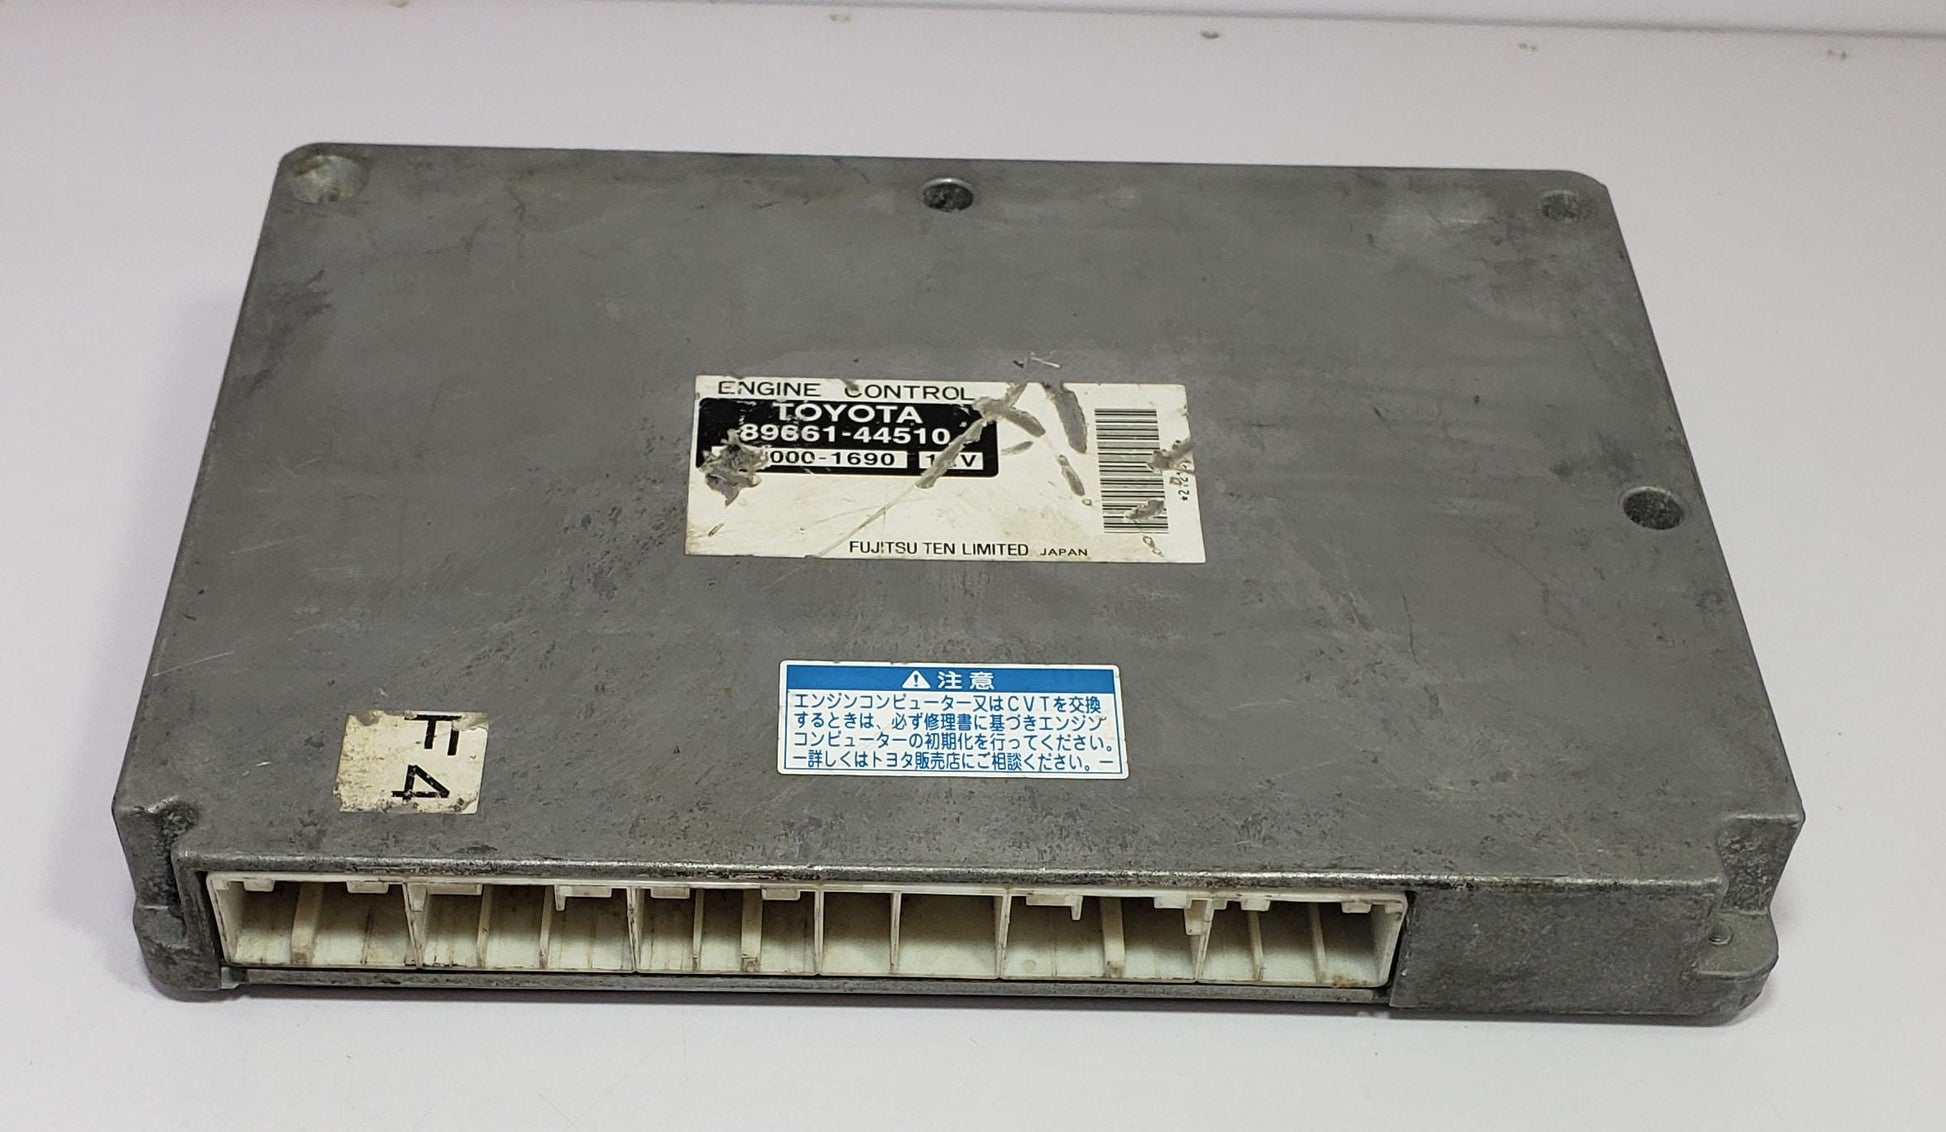 ENGINE CONTROL
TOYOTA
89661-44510
000-1690
FUJITSU TEN LIMITED JAPAN
注意
エンジンコンピューター又はCVTを交換
するときは、必ず修理書に基づきエンジン
コンピューターの初期化を行ってください。
ー詳しくはトヨタ販売店にご相談ください。ー
F4